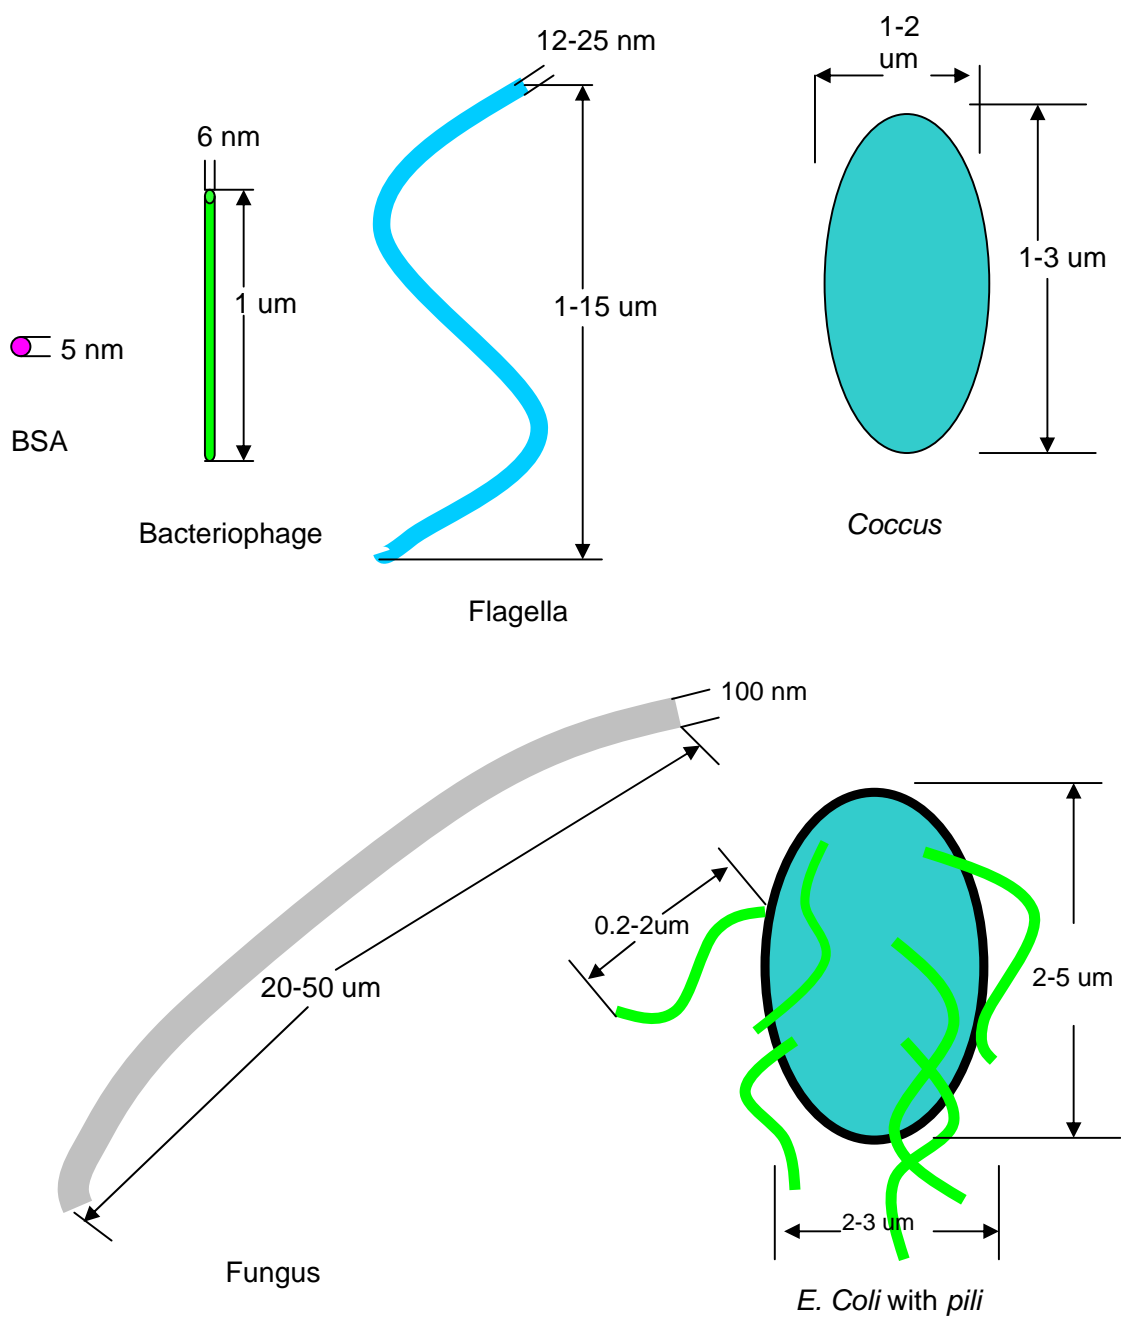 12-25 nm
1-2
um
6 nm
1 um
1-15 um
1-3 um
5 nm
BSA
Bacteriophage
Coccus
Flagella
100 nm
0.2-2um
20-50 um
2-5 um
2-3 um
Fungus
E. Coli with pili